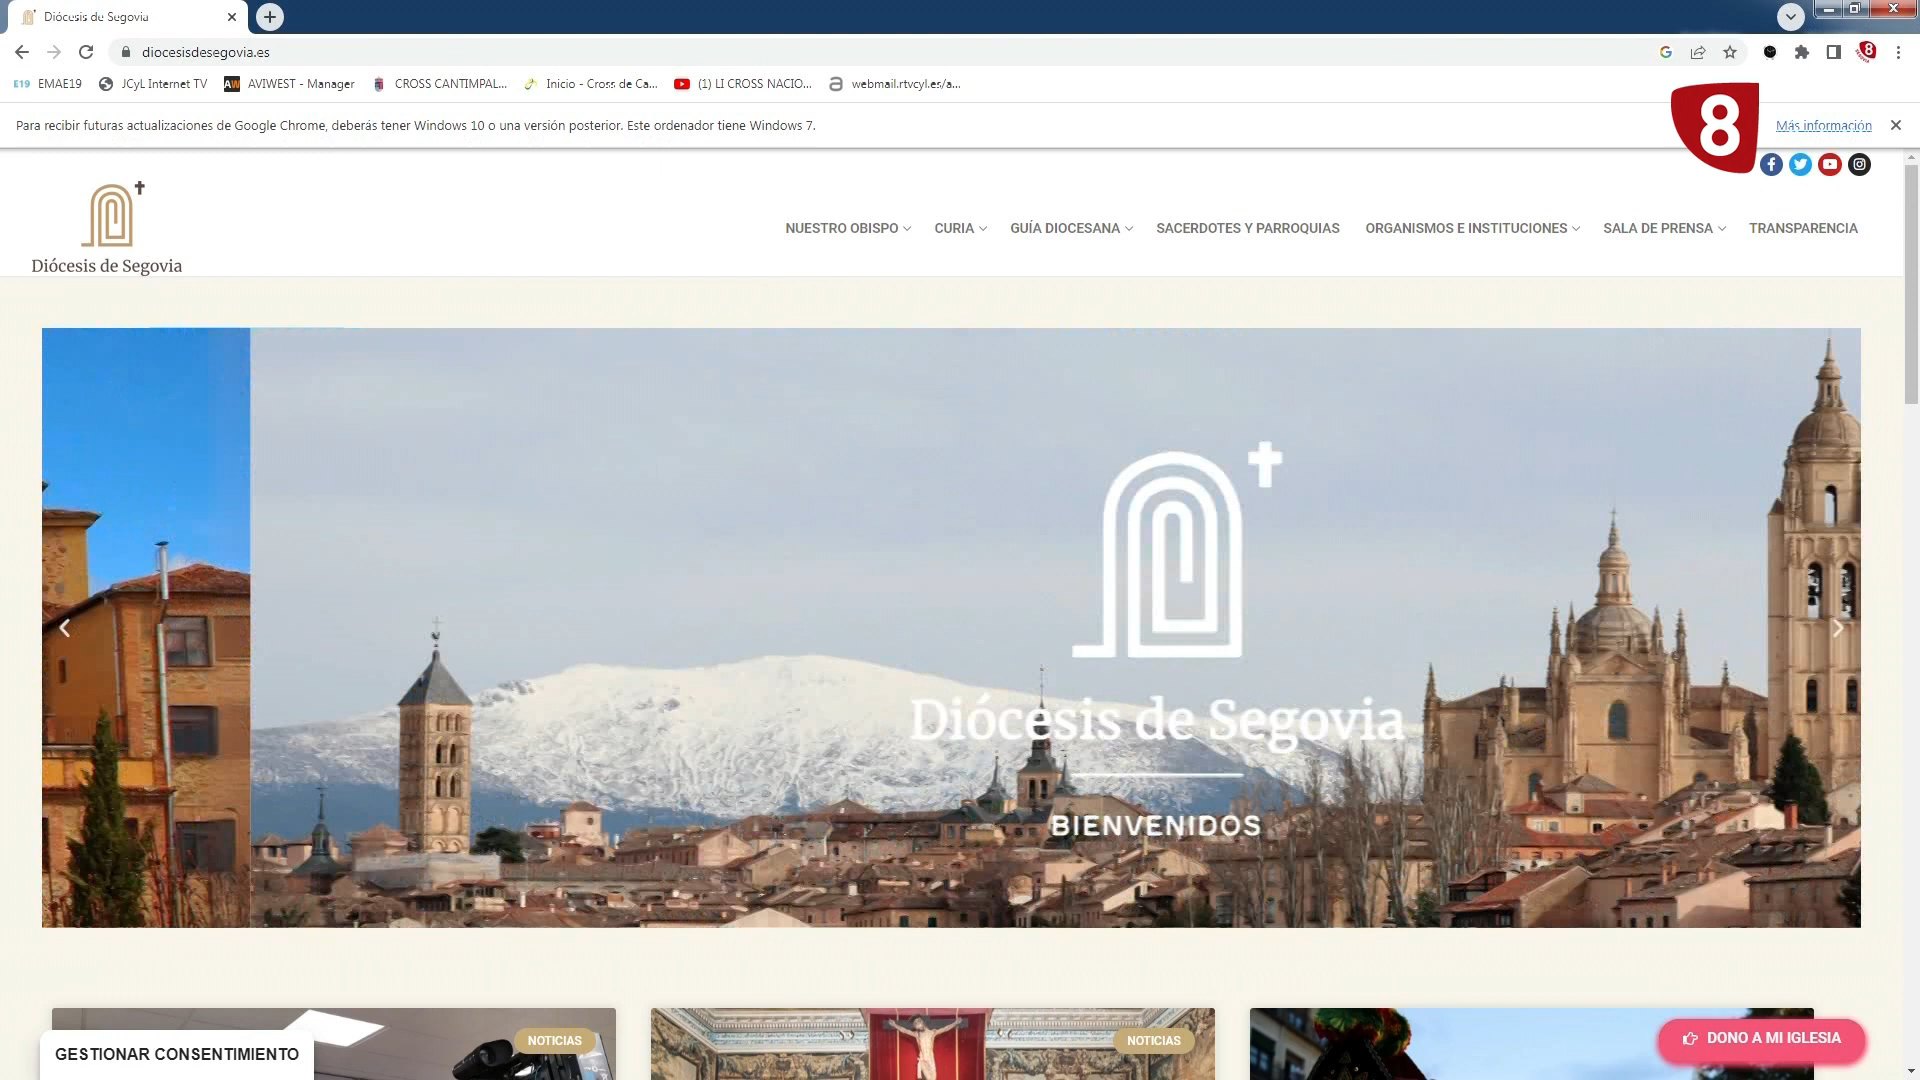 Diócesis de Segovia
diocesisdesegovia.es
E19 EMAE19
JCyL Internet TV
AW AVIWEST - Manager
CROSS CANTIMPAL...
Inicio - Cross de Ca...
(1) LI CROSS NACIO...
webmail.rtvcyl.es/a...
Para recibir futuras actualizaciones de Google Chrome, deberás tener Windows 10 o una versión posterior. Este ordenador tiene Windows 7.
8
Más información
Diócesis de Segovia
NUESTRO OBISPO
CURIA
GUÍA DIOCESANA
SACERDOTES Y PARROQUIAS
ORGANISMOS E INSTITUCIONES
SALA DE PRENSA
TRANSPARENCIA
Diócesis de Segovia
BIENVENIDOS
NOTICIAS
NOTICIAS
DONO A MI IGLESIA
GESTIONAR CONSENTIMIENTO